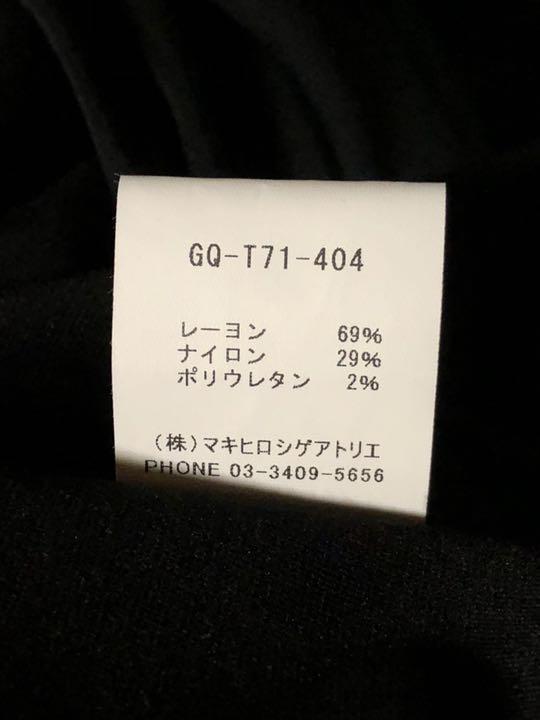 GQ-T71-404
レーヨン 69%
ナイロン 29%
ポリウレタン 2%
(株)マキヒロシゲアトリエ
PHONE 03-3409-5656